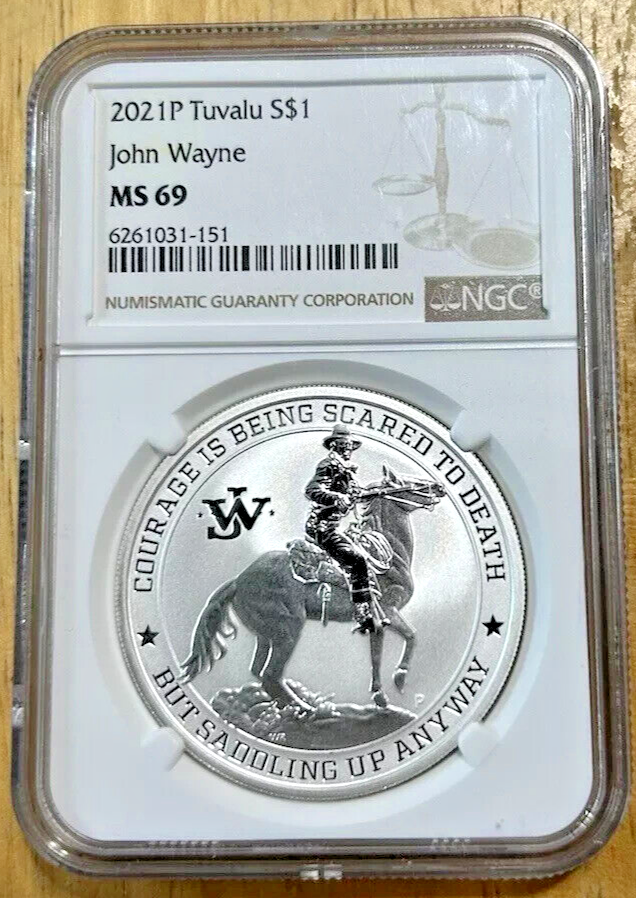 2021P Tuvalu S$1
John Wayne
MS 69
6261031-151
NUMISMATIC GUARANTY CORPORATION
NGC®
COURAGE IS BEING SCARED TO DEATH
JW
P
BUT SADDLING UP ANYWAY